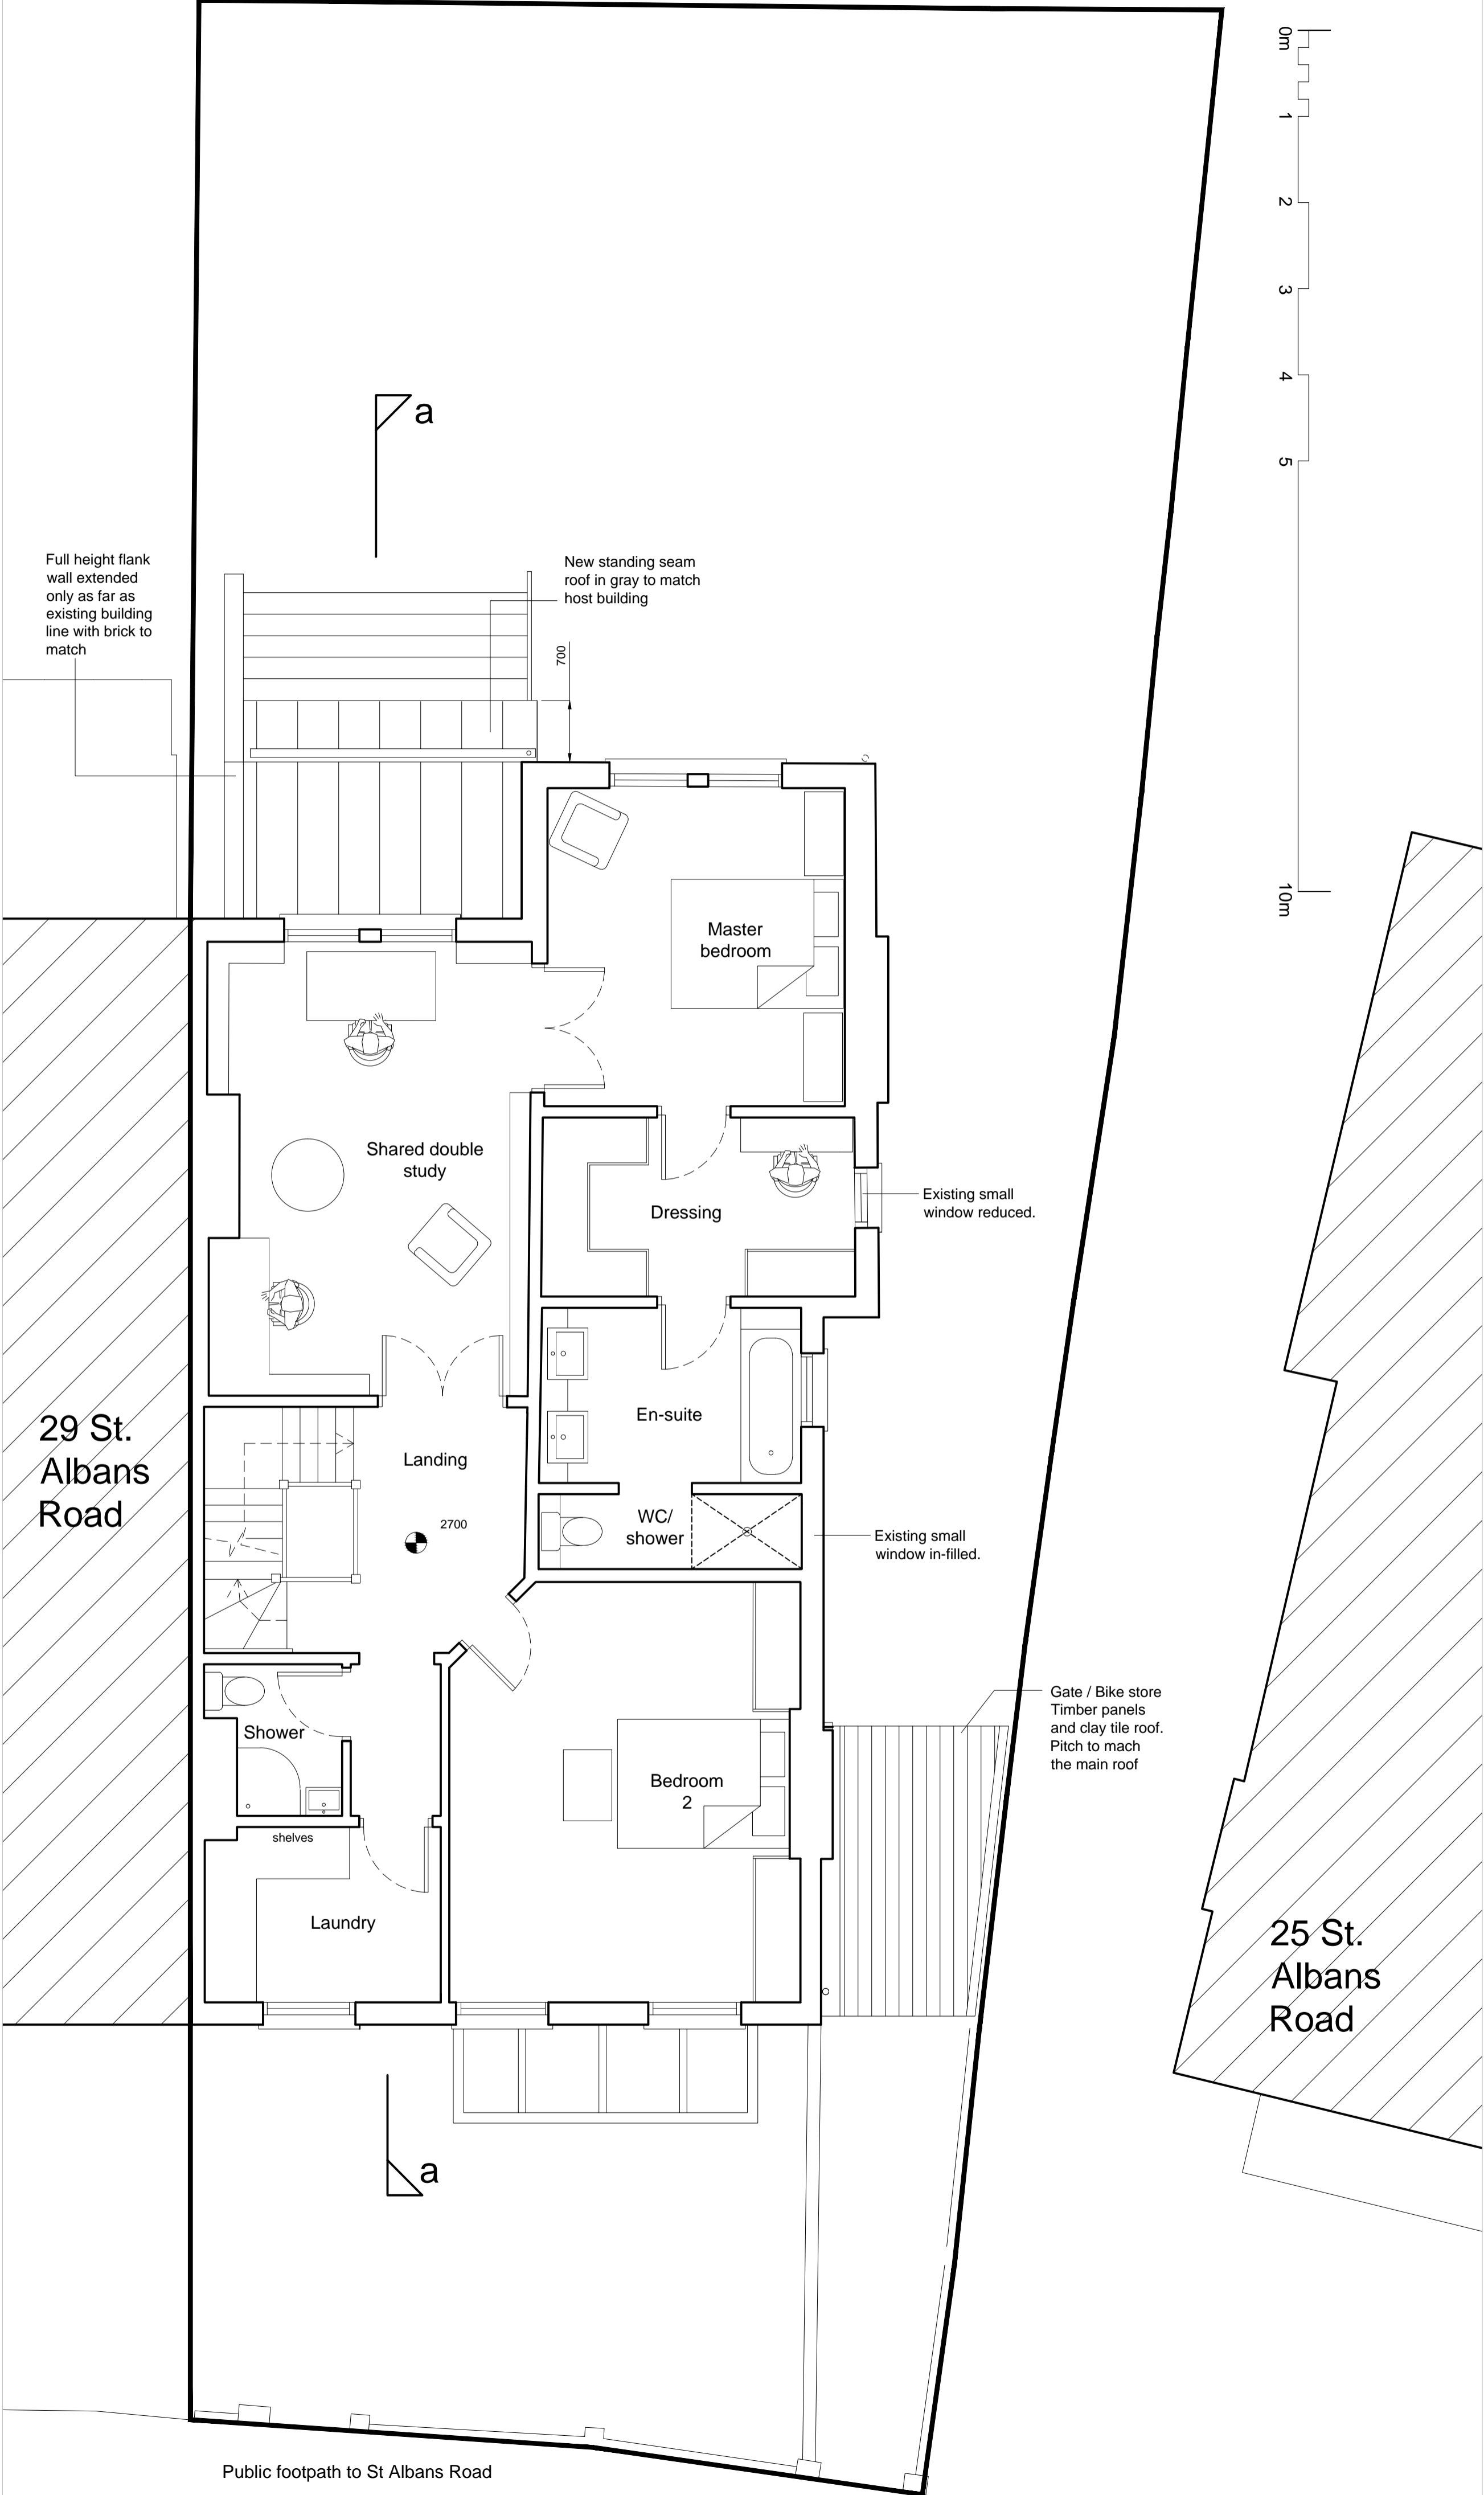 0m
1
2
3
4
5
10m
a
Full height flank
wall extended
only as far as
existing building
line with brick to
match
New standing seam
roof in gray to match
host building
700
Master
bedroom
Shared double
study
Dressing
Existing small
window reduced.
29 St.
Albans
Road
En-suite
Landing
2700
WC/
shower
Existing small
window in-filled.
Gate / Bike store
Timber panels
and clay tile roof.
Pitch to mach
the main roof
Shower
Bedroom
2
shelves
Laundry
25 St.
Albans
Road
a
Public footpath to St Albans Road